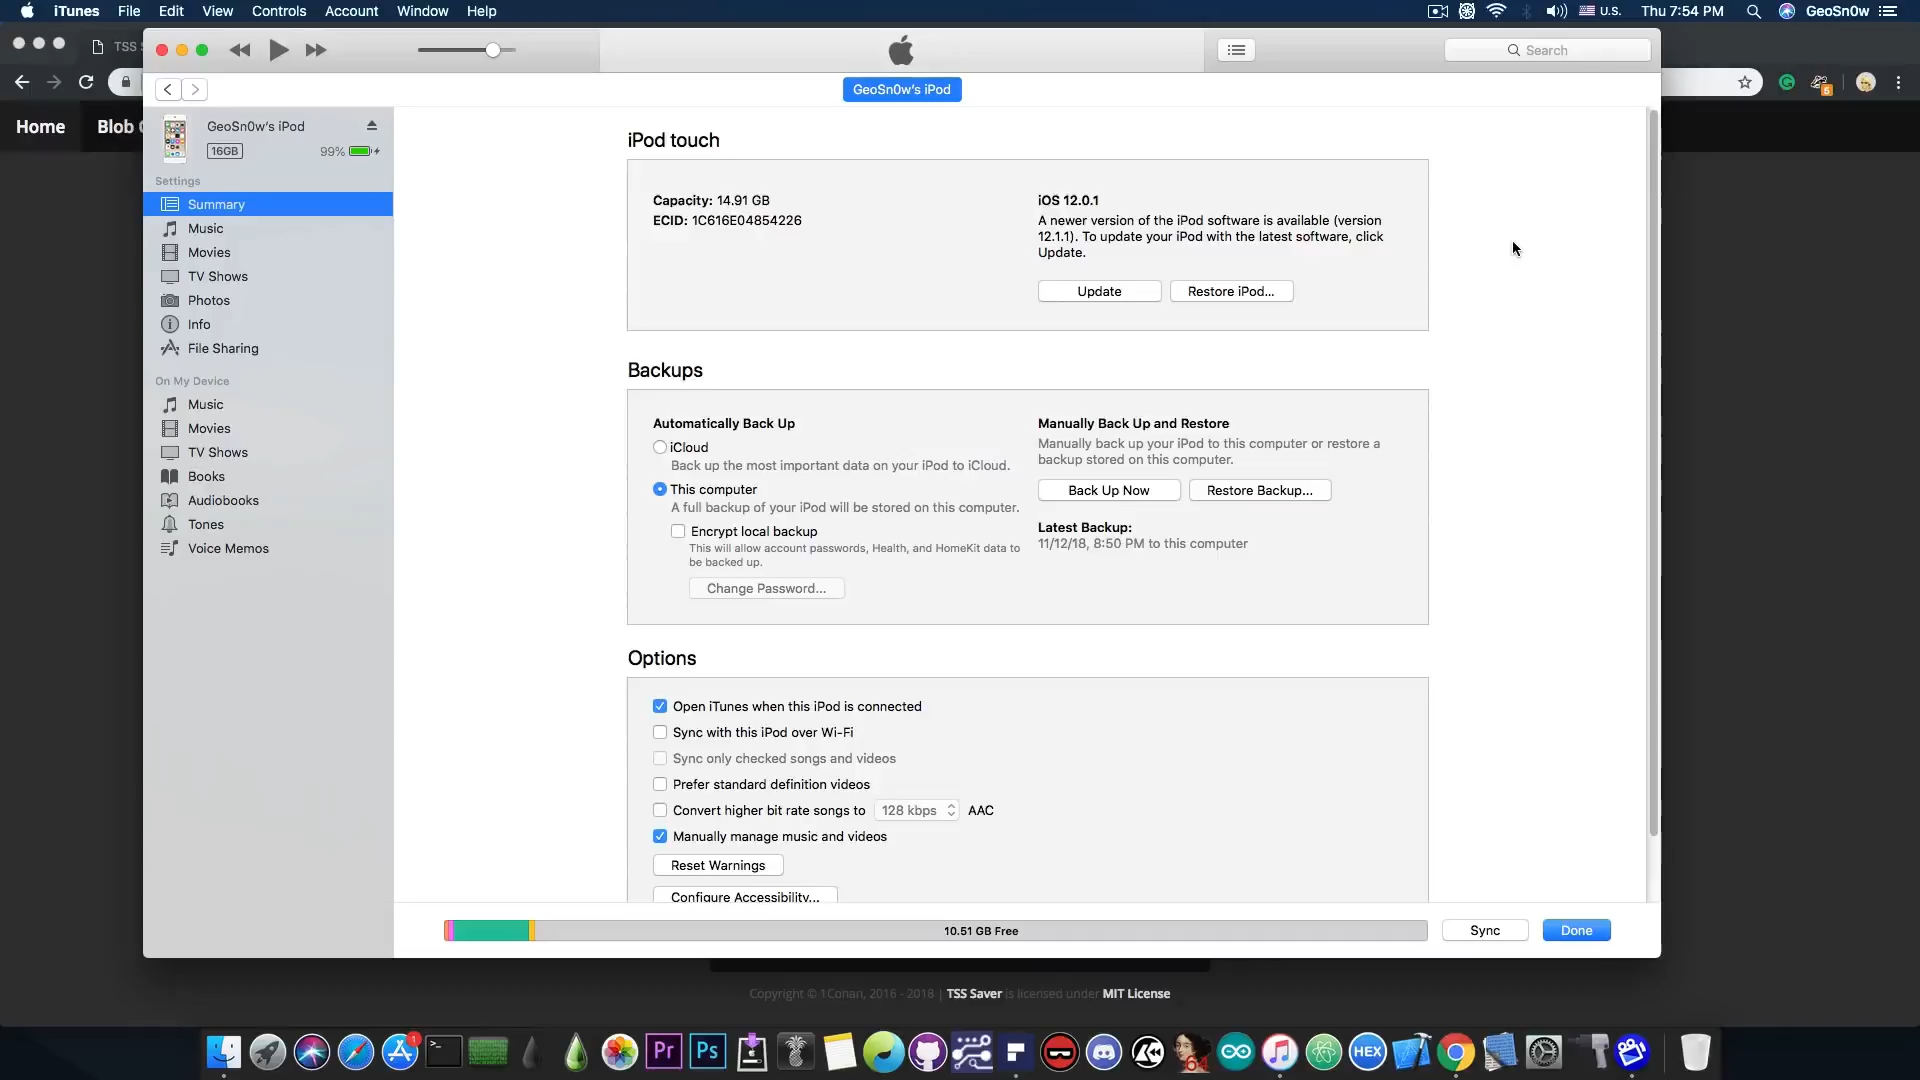 iTunes File Edit View Controls Account Window Help
U.S. Thu 7:54 PM GeoSn0w
TSS
Search
GeoSn0w's iPod
Home Blob
GeoSn0w's iPod
16GB 99%
Settings
Summary
Music
Movies
TV Shows
Photos
Info
File Sharing
On My Device
Music
Movies
TV Shows
Books
Audiobooks
Tones
Voice Memos
iPod touch
Capacity: 14.91 GB
ECID: 1C616E04854226
iOS 12.0.1
A newer version of the iPod software is available (version
12.1.1). To update your iPod with the latest software, click
Update.
Update Restore iPod...
Backups
Automatically Back Up
iCloud
Back up the most important data on your iPod to iCloud.
This computer
A full backup of your iPod will be stored on this computer.
Encrypt local backup
This will allow account passwords, Health, and HomeKit data to
be backed up.
Change Password...
Manually Back Up and Restore
Manually back up your iPod to this computer or restore a
backup stored on this computer.
Back Up Now Restore Backup...
Latest Backup:
11/12/18, 8:50 PM to this computer
Options
Open iTunes when this iPod is connected
Sync with this iPod over Wi-Fi
Sync only checked songs and videos
Prefer standard definition videos
Convert higher bit rate songs to 128 kbps AAC
Manually manage music and videos
Reset Warnings
Configure Accessibility...
10.51 GB Free
Sync Done
Copyright © 1Conan, 2016 - 2018 | TSS Saver is licensed under MIT License
1 >_ Pr Ps 64 HEX
5